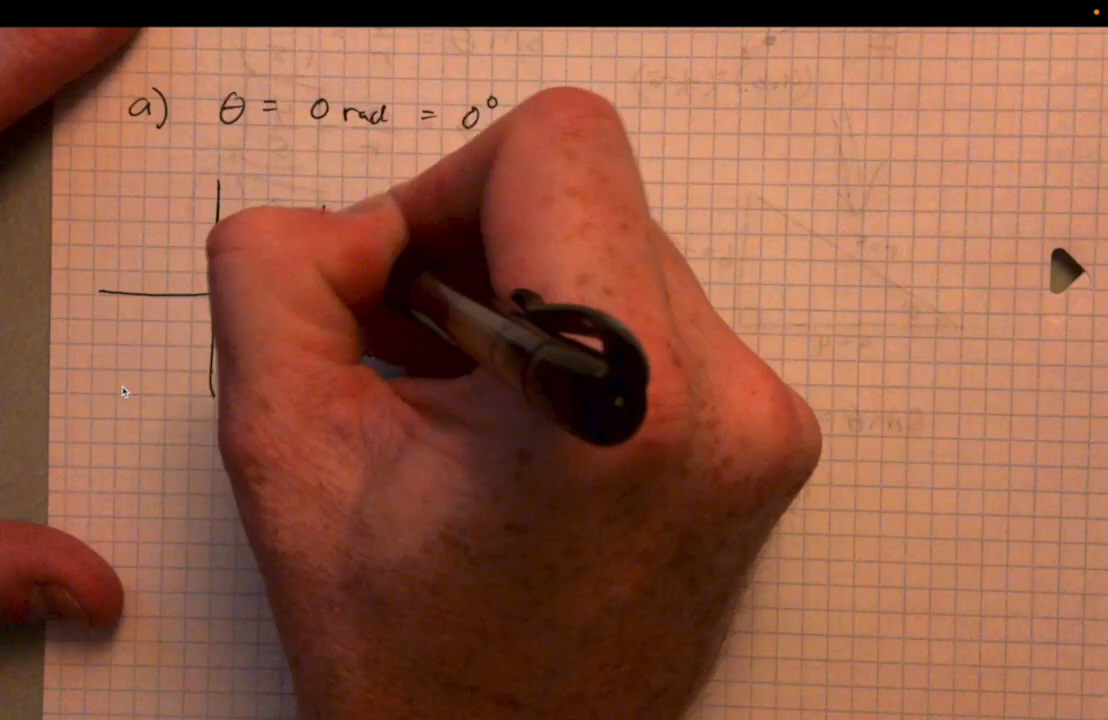 a) θ = 0 rad = 0°